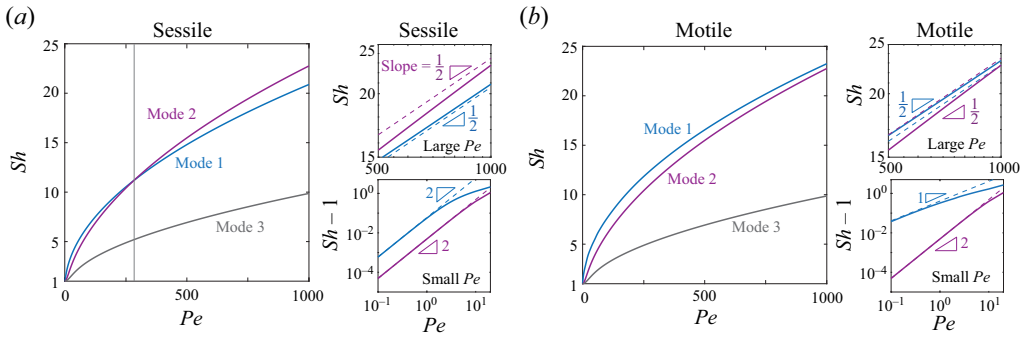 (a)
Sessile
Sh
25
20
15
10
5
1
0
500
1000
Pe
Mode 2
Mode 1
Mode 3
Sessile
Sh
25
15
Slope = 1/2
1/2
Large Pe
500
1000
Sh − 1
10^0
10^−2
10^−4
2
2
Small Pe
10^−1
10^0
10^1
Pe
(b)
Motile
Sh
25
20
15
10
5
1
0
500
1000
Pe
Mode 1
Mode 2
Mode 3
Motile
Sh
25
15
1/2
1/2
Large Pe
500
1000
Sh − 1
10^0
10^−2
10^−4
1
2
Small Pe
10^−1
10^0
10^1
Pe